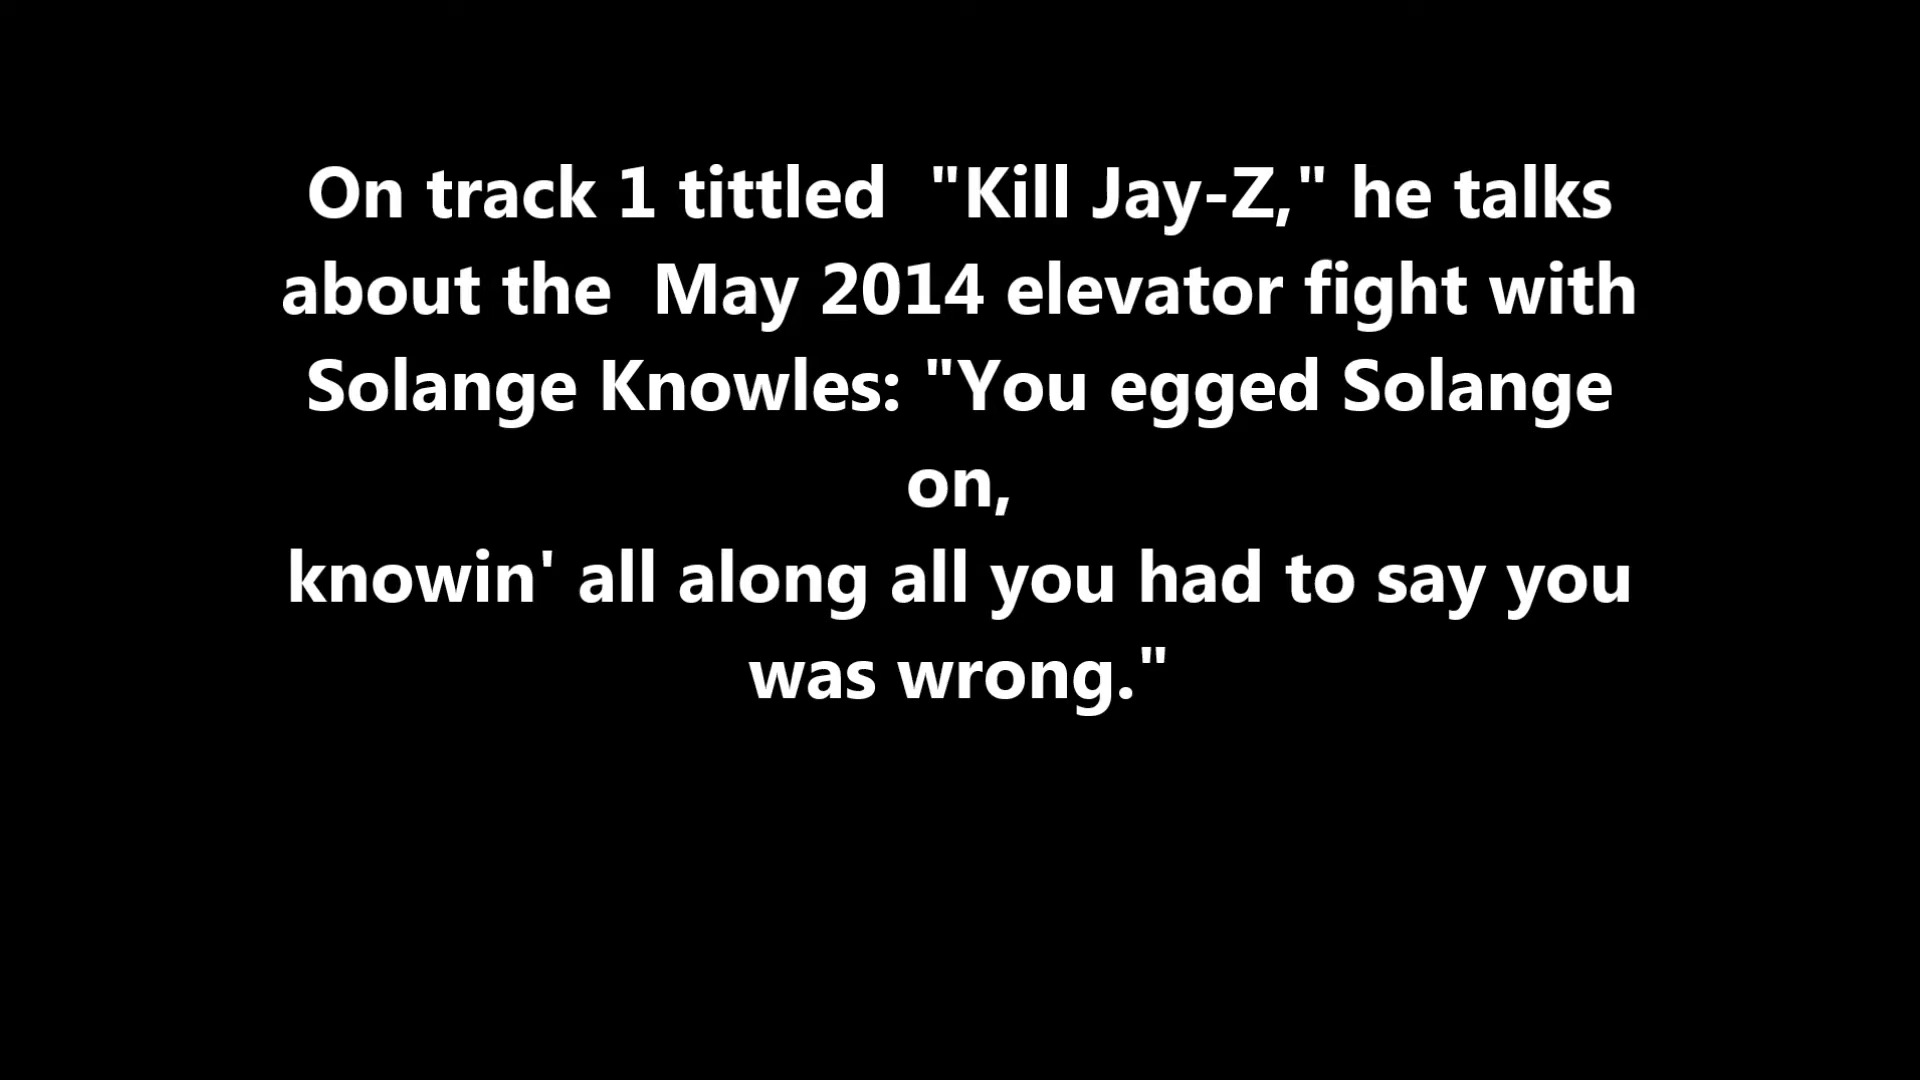 On track 1 tittled  "Kill Jay-Z," he talks
about the  May 2014 elevator fight with
Solange Knowles: "You egged Solange
on,
knowin' all along all you had to say you
was wrong."